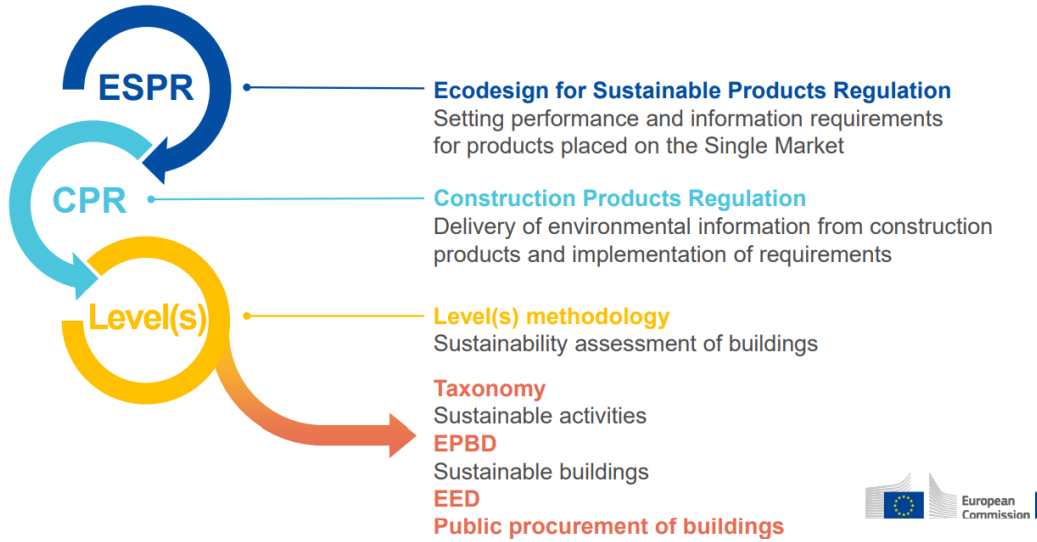 ESPR
Ecodesign for Sustainable Products Regulation
Setting performance and information requirements
for products placed on the Single Market
CPR
Construction Products Regulation
Delivery of environmental information from construction
products and implementation of requirements
Level(s)
Level(s) methodology
Sustainability assessment of buildings
Taxonomy
Sustainable activities
EPBD
Sustainable buildings
EED
Public procurement of buildings
European
Commission